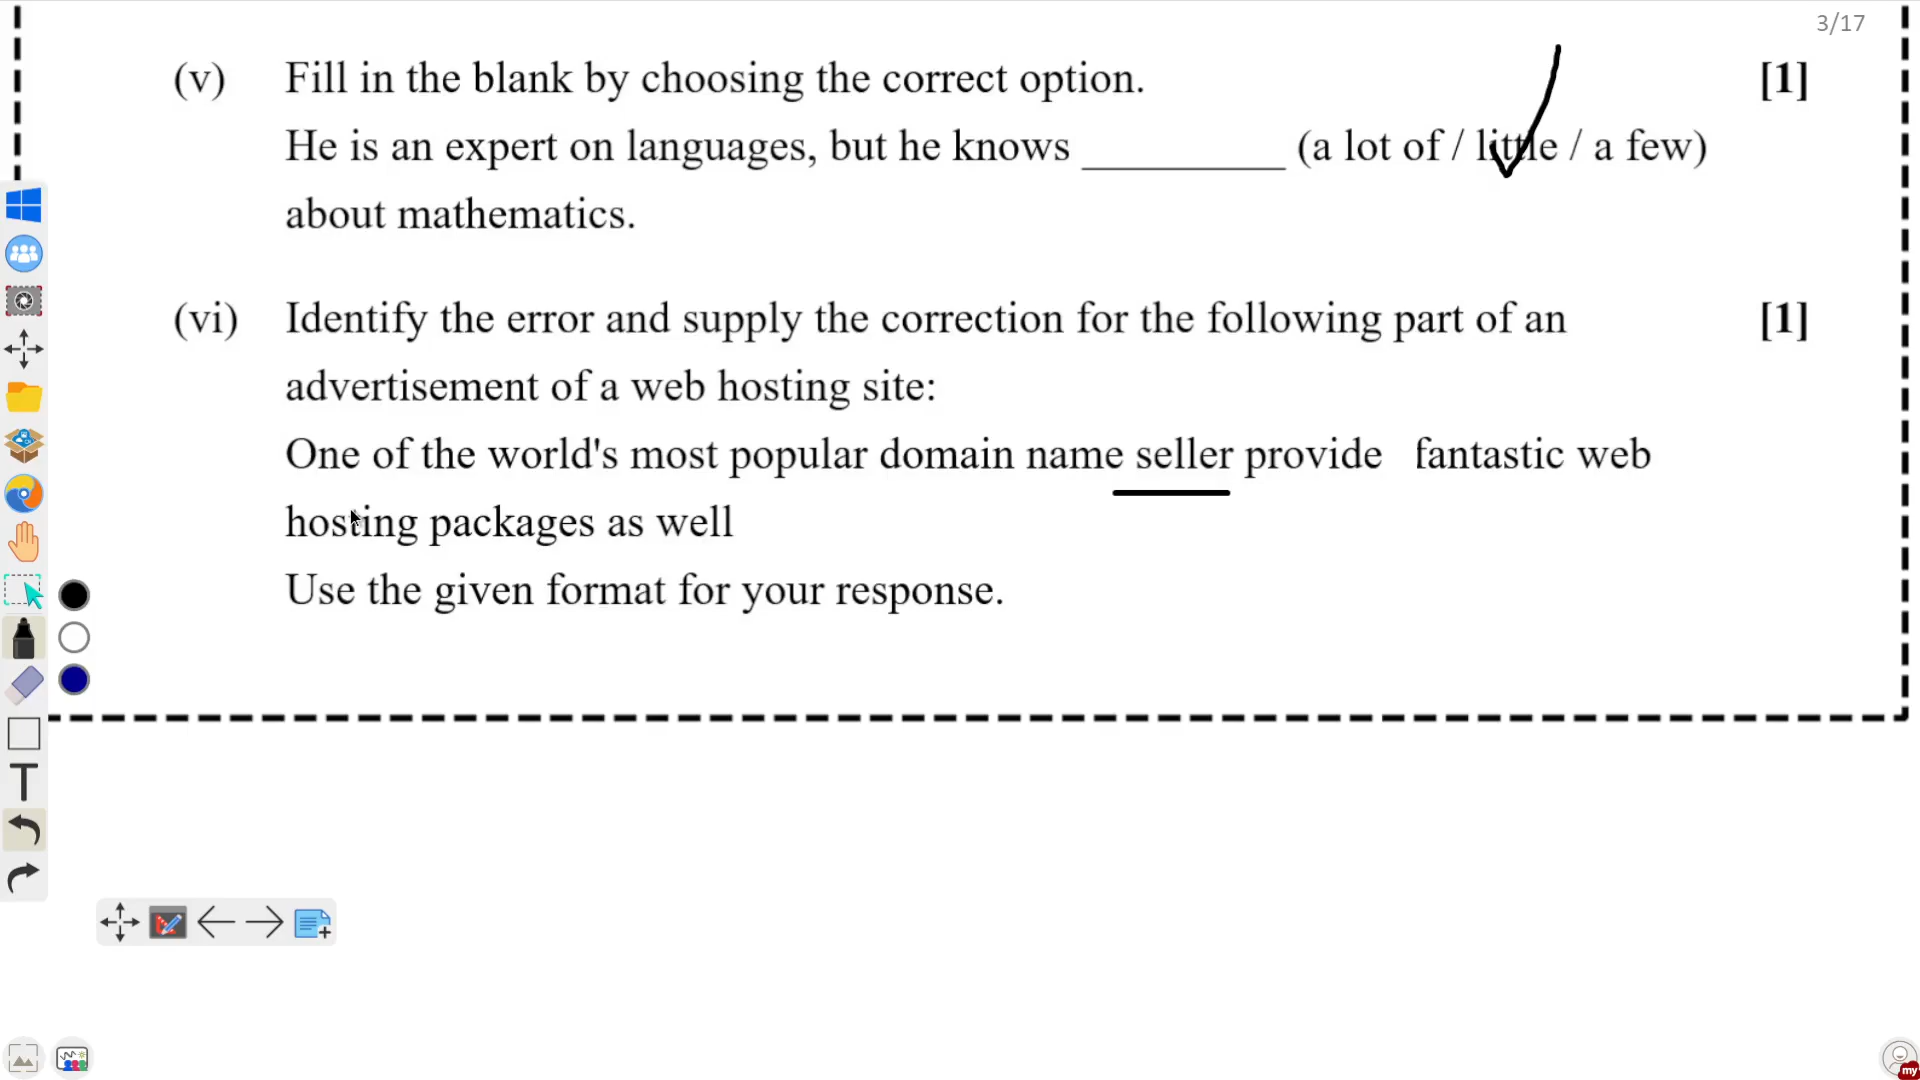 3/17
(v) Fill in the blank by choosing the correct option. [1]
He is an expert on languages, but he knows __________ (a lot of / little / a few)
about mathematics.
(vi) Identify the error and supply the correction for the following part of an [1]
advertisement of a web hosting site:
One of the world's most popular domain name seller provide fantastic web
hosting packages as well
Use the given format for your response.
T
my